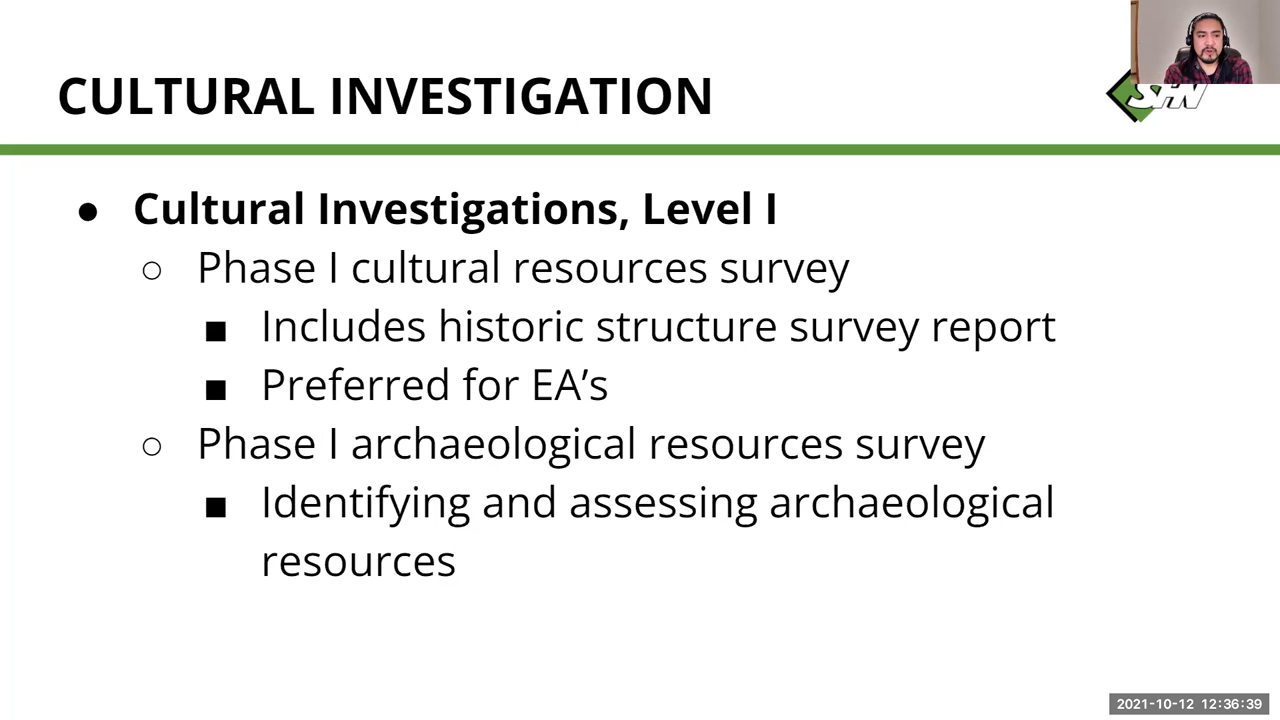 CULTURAL INVESTIGATION
SHN
● Cultural Investigations, Level I
○ Phase I cultural resources survey
■ Includes historic structure survey report
■ Preferred for EA’s
○ Phase I archaeological resources survey
■ Identifying and assessing archaeological
resources
2021-10-12 12:36:39